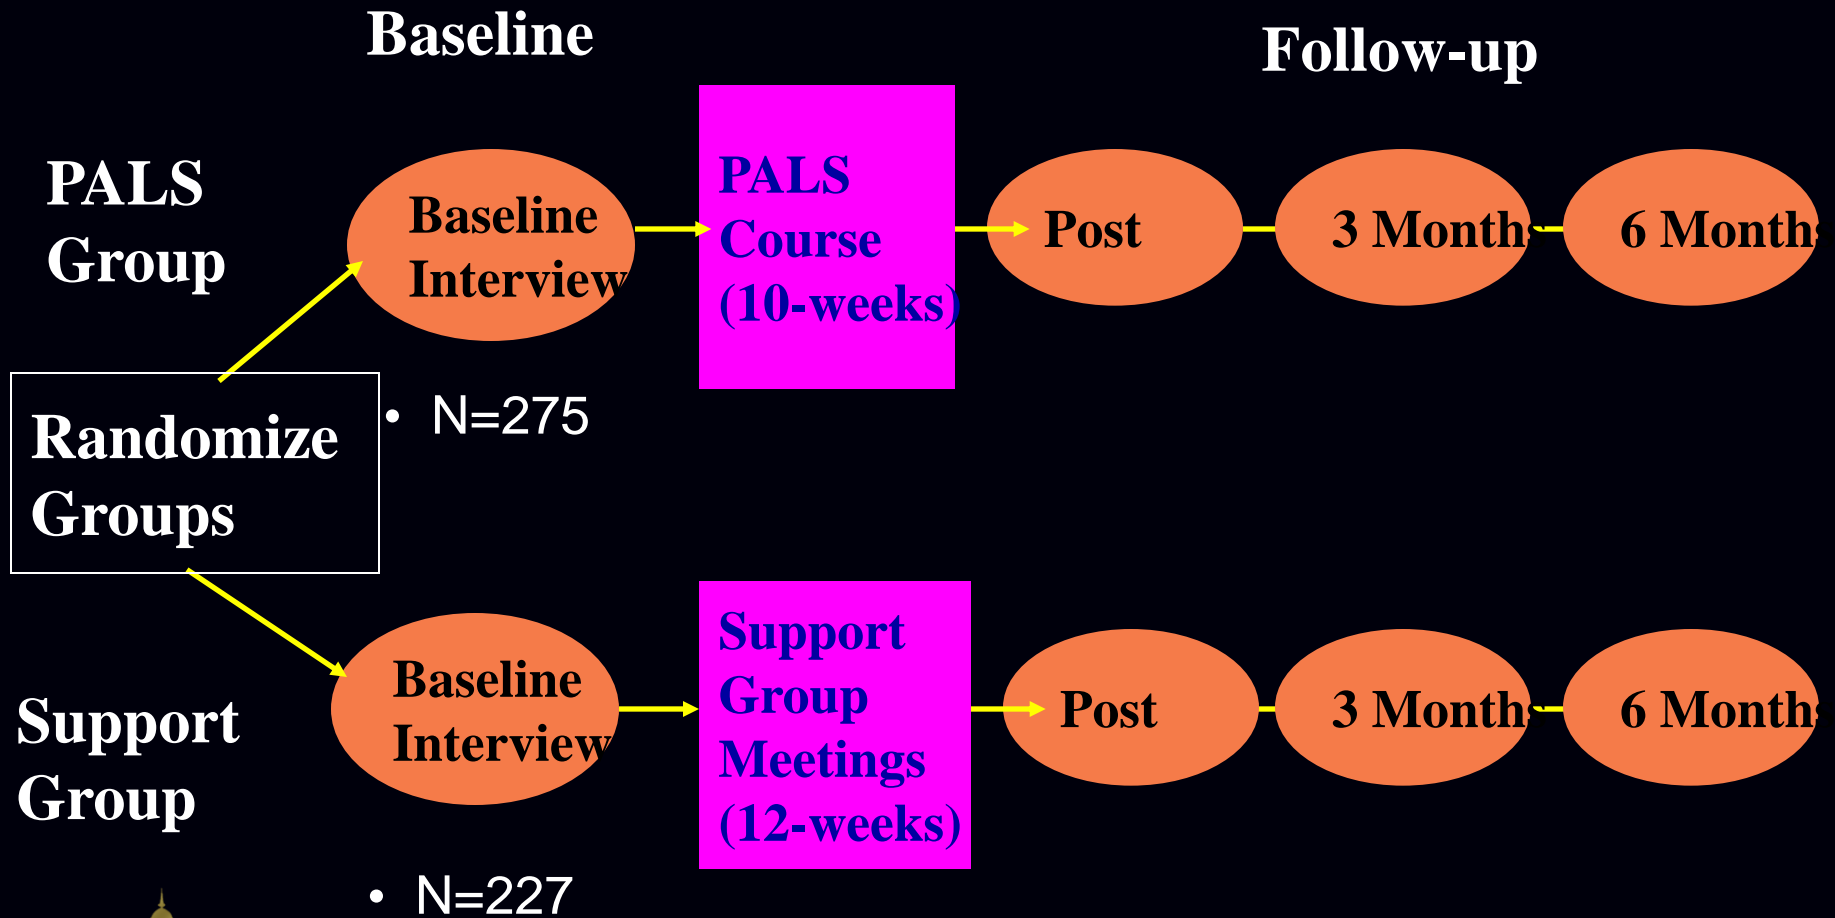 Baseline
Follow-up
PALS
Group
Baseline
Interview
PALS
Course
(10-weeks)
Post
3 Months
6 Months
• N=275
Randomize
Groups
Support
Group
Baseline
Interview
Support
Group
Meetings
(12-weeks)
Post
3 Months
6 Months
• N=227